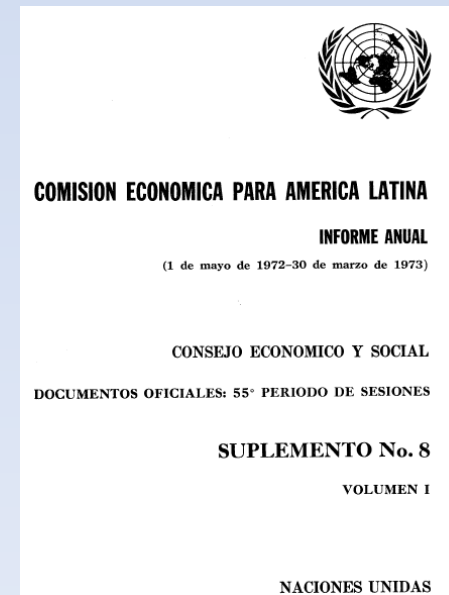 COMISION ECONOMICA PARA AMERICA LATINA
INFORME ANUAL
(1 de mayo de 1972-30 de marzo de 1973)
CONSEJO ECONOMICO Y SOCIAL
DOCUMENTOS OFICIALES: 55° PERIODO DE SESIONES
SUPLEMENTO No. 8
VOLUMEN I
NACIONES UNIDAS